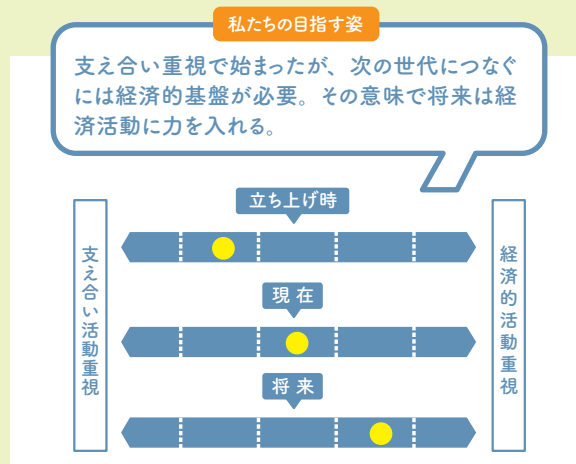 私たちの目指す姿
支え合い重視で始まったが、次の世代につなぐ
には経済的基盤が必要。その意味で将来は経
済活動に力を入れる。
立ち上げ時
支え合い活動重視
経済的活動重視
現在
将来